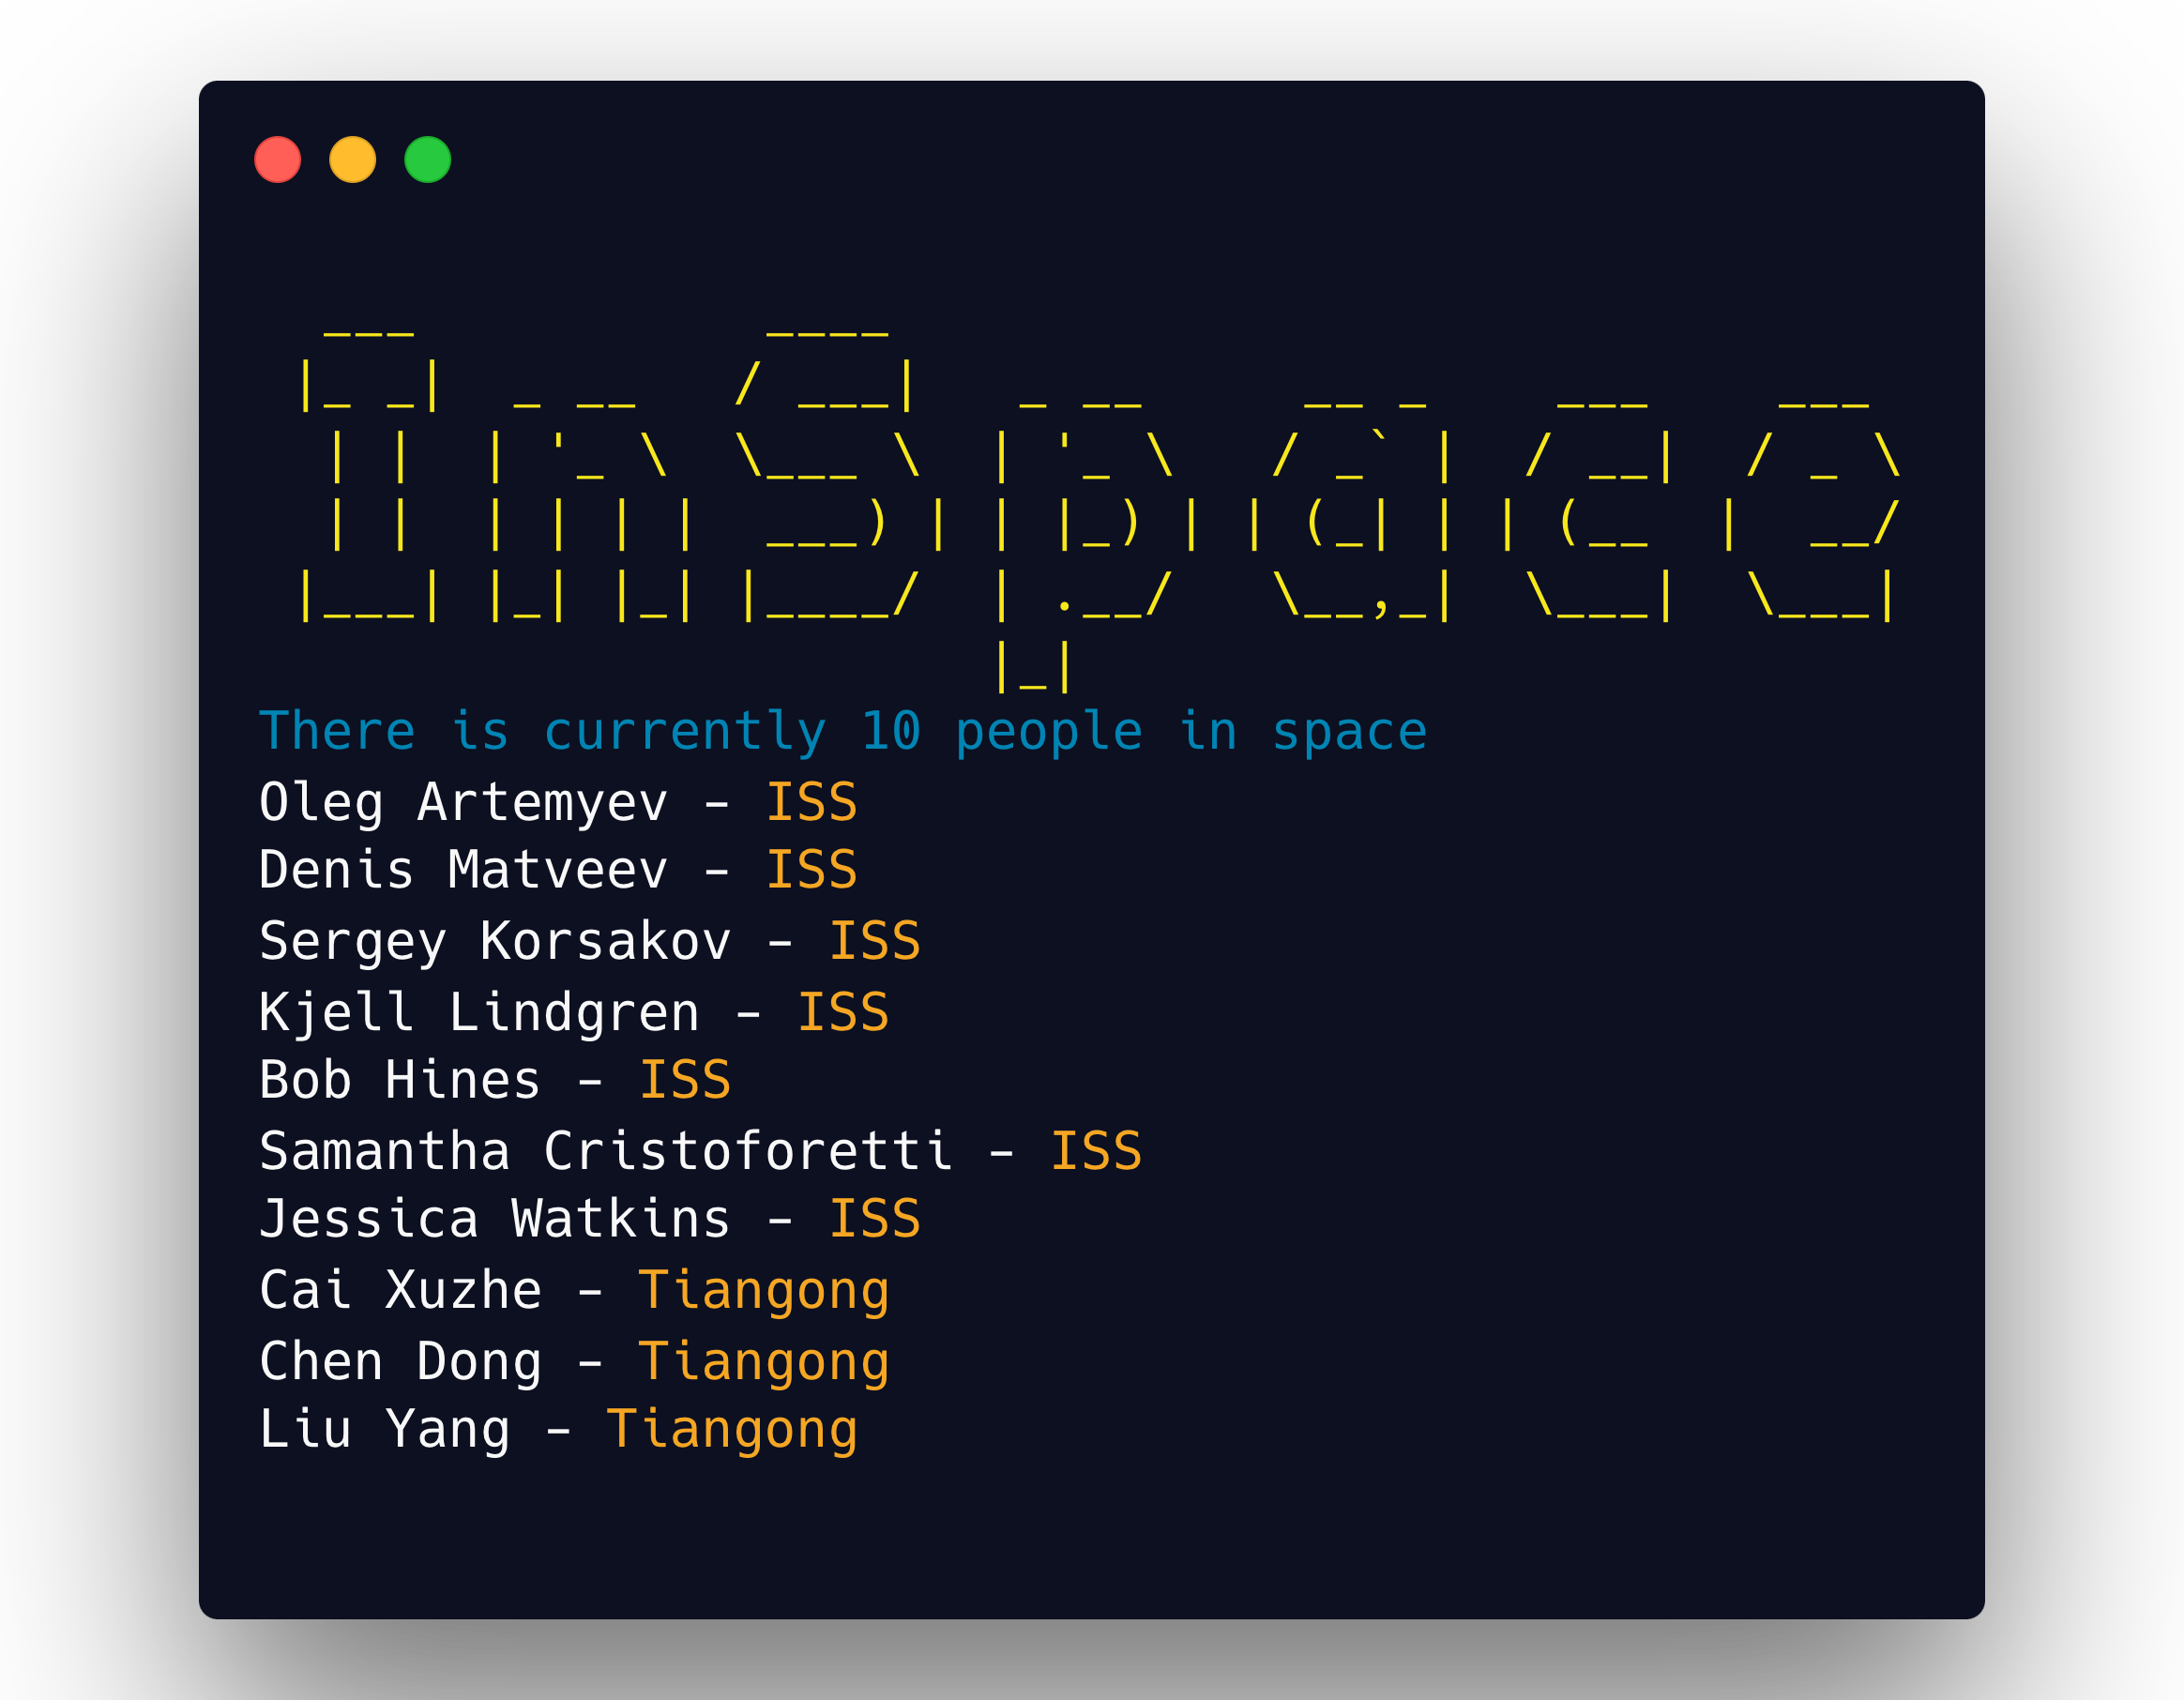 InSpace
There is currently 10 people in space
Oleg Artemyev - ISS
Denis Matveev - ISS
Sergey Korsakov - ISS
Kjell Lindgren - ISS
Bob Hines - ISS
Samantha Cristoforetti - ISS
Jessica Watkins - ISS
Cai Xuzhe - Tiangong
Chen Dong - Tiangong
Liu Yang - Tiangong